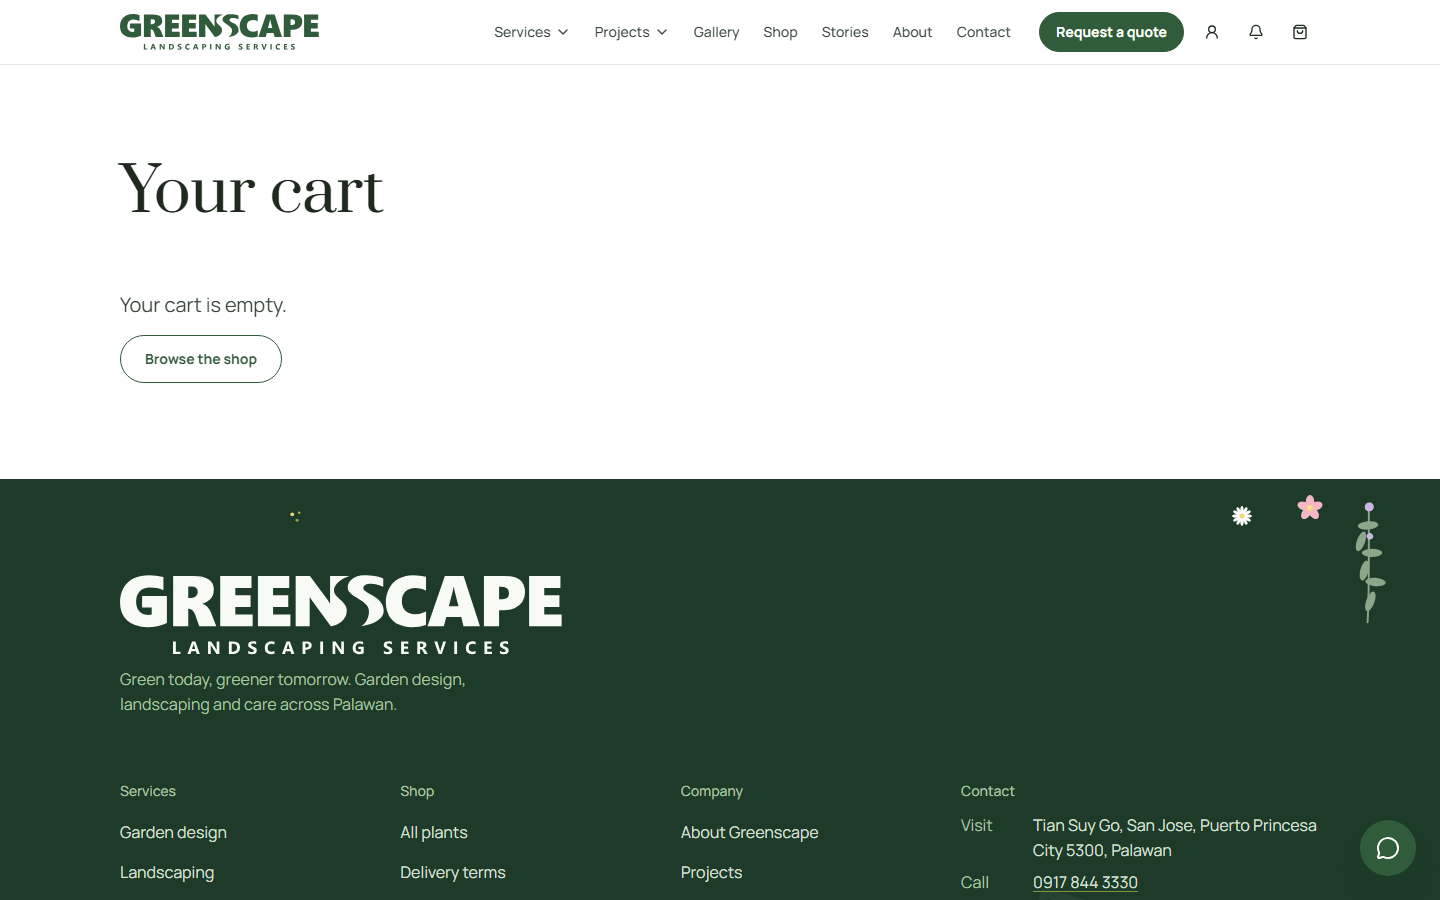 GREENSCAPE
LANDSCAPING SERVICES
Services
Projects
Gallery
Shop
Stories
About
Contact
Request a quote
Your cart
Your cart is empty.
Browse the shop
GREENSCAPE
LANDSCAPING SERVICES
Green today, greener tomorrow. Garden design,
landscaping and care across Palawan.
Services
Garden design
Landscaping
Shop
All plants
Delivery terms
Company
About Greenscape
Projects
Contact
Visit
Tian Suy Go, San Jose, Puerto Princesa
City 5300, Palawan
Call
0917 844 3330